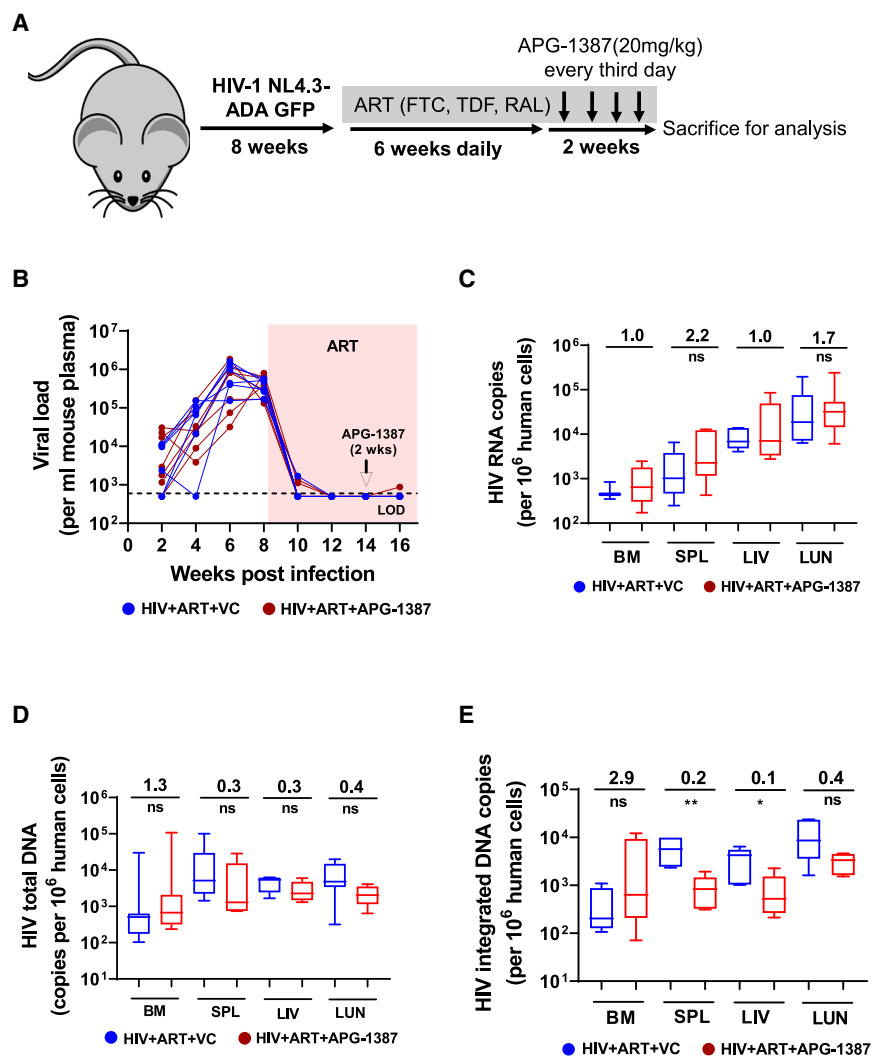 A
HIV-1 NL4.3-
ADA GFP
8 weeks
ART (FTC, TDF, RAL)
6 weeks daily
APG-1387(20mg/kg)
every third day
2 weeks
Sacrifice for analysis
B
Viral load
(per ml mouse plasma)
10⁷
10⁶
10⁵
10⁴
10³
10²
ART
APG-1387
(2 wks)
LOD
0 2 4 6 8 10 12 14 16
Weeks post infection
HIV+ART+VC HIV+ART+APG-1387
C
HIV RNA copies
(per 10⁶ human cells)
10⁶
10⁵
10⁴
10³
10²
1.0 2.2 1.0 1.7
ns ns
BM SPL LIV LUN
HIV+ART+VC HIV+ART+APG-1387
D
HIV total DNA
(copies per 10⁶ human cells)
10⁶
10⁵
10⁴
10³
10²
10¹
1.3 0.3 0.3 0.4
ns ns ns ns
BM SPL LIV LUN
HIV+ART+VC HIV+ART+APG-1387
E
HIV integrated DNA copies
(per 10⁶ human cells)
10⁵
10⁴
10³
10²
10¹
2.9 0.2 0.1 0.4
ns ** * ns
BM SPL LIV LUN
HIV+ART+VC HIV+ART+APG-1387